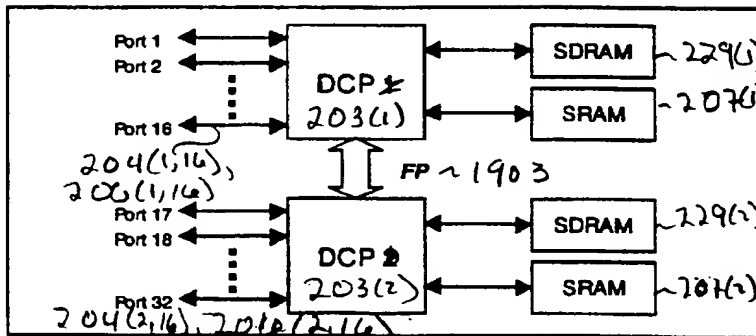 Port 1
Port 2
Port 16
204(1,16),
206(1,16)
DCP
203(1)
SDRAM ~ 229(1)
SRAM ~ 207(1)
FP ~ 1903
Port 17
Port 18
Port 32
204(2,16), 206(2,16)
DCP
203(2)
SDRAM ~ 229(2)
SRAM ~ 207(2)